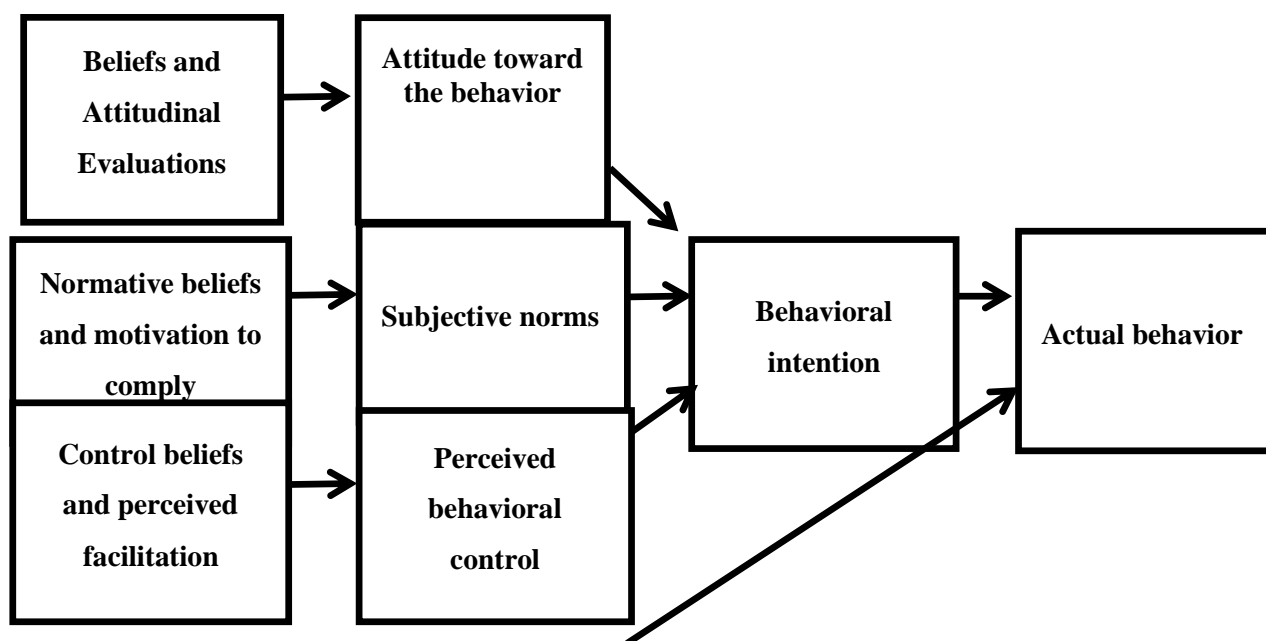 Beliefs and
Attitudinal
Evaluations
Attitude toward
the behavior
Normative beliefs
and motivation to
comply
Subjective norms
Behavioral
intention
Actual behavior
Control beliefs
and perceived
facilitation
Perceived
behavioral
control